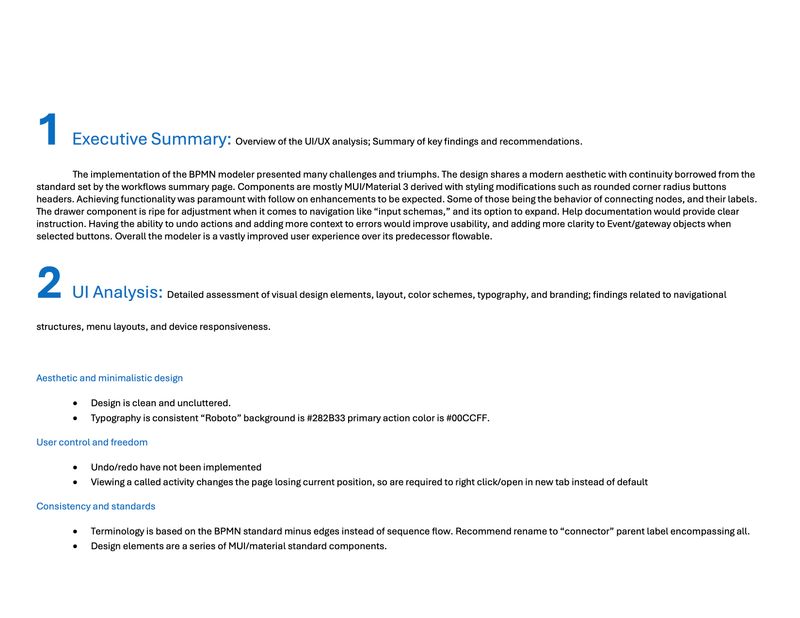 1 Executive Summary: Overview of the UI/UX analysis; Summary of key findings and recommendations.
The implementation of the BPMN modeler presented many challenges and triumphs. The design shares a modern aesthetic with continuity borrowed from the
standard set by the workflows summary page. Components are mostly MUI/Material 3 derived with styling modifications such as rounded corner radius buttons
headers. Achieving functionality was paramount with follow on enhancements to be expected. Some of those being the behavior of connecting nodes, and their labels.
The drawer component is ripe for adjustment when it comes to navigation like “input schemas,” and its option to expand. Help documentation would provide clear
instruction. Having the ability to undo actions and adding more context to errors would improve usability, and adding more clarity to Event/gateway objects when
selected buttons. Overall the modeler is a vastly improved user experience over its predecessor flowable.
2 UI Analysis: Detailed assessment of visual design elements, layout, color schemes, typography, and branding; findings related to navigational
structures, menu layouts, and device responsiveness.
Aesthetic and minimalistic design
• Design is clean and uncluttered.
• Typography is consistent “Roboto” background is #282B33 primary action color is #00CCFF.
User control and freedom
• Undo/redo have not been implemented
• Viewing a called activity changes the page losing current position, so are required to right click/open in new tab instead of default
Consistency and standards
• Terminology is based on the BPMN standard minus edges instead of sequence flow. Recommend rename to “connector” parent label encompassing all.
• Design elements are a series of MUI/material standard components.